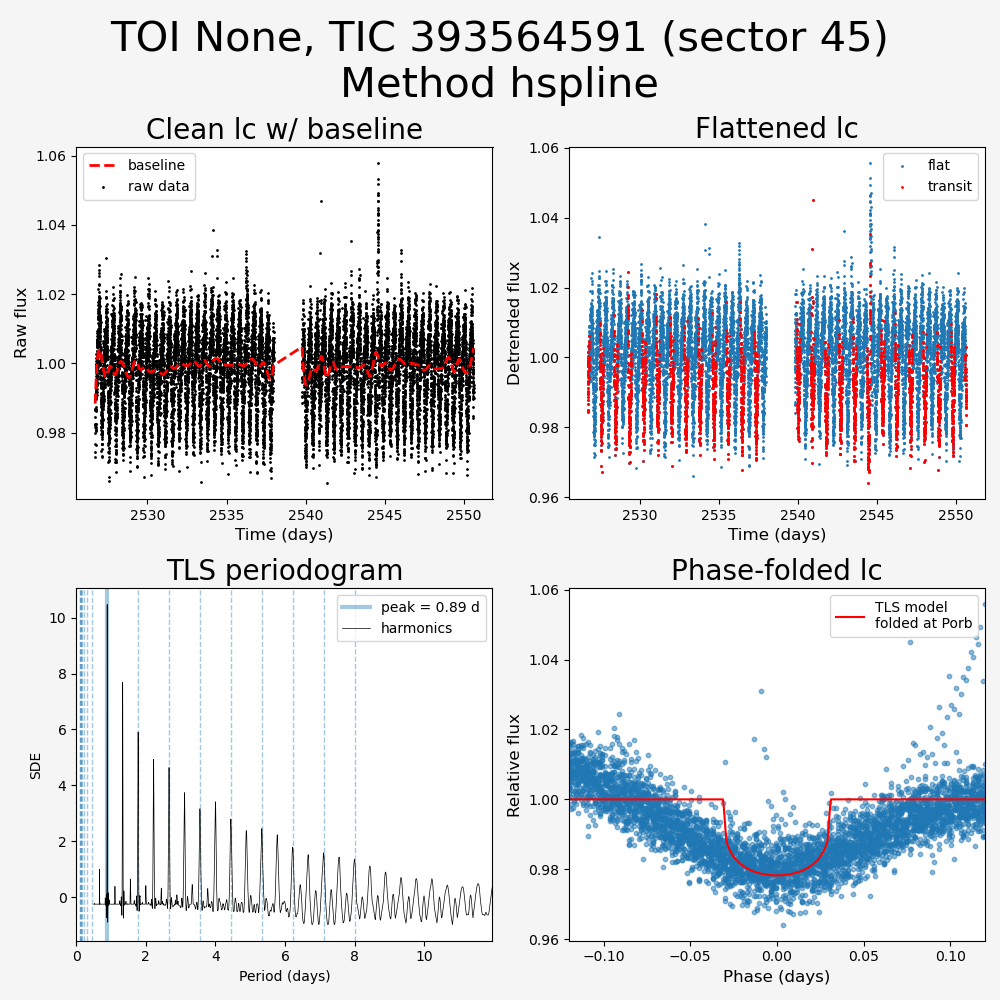 TOI None, TIC 393564591 (sector 45)
Method hspline
Clean lc w/ baseline
Flattened lc
1.06
1.04
1.02
1.00
0.98
Raw flux
baseline
raw data
2530
2535
2540
2545
2550
Time (days)
1.06
1.04
1.02
1.00
0.98
0.96
Detrended flux
flat
transit
2530
2535
2540
2545
2550
Time (days)
TLS periodogram
Phase-folded lc
10
8
6
4
2
0
SDE
peak = 0.89 d
harmonics
0
2
4
6
8
10
Period (days)
1.06
1.04
1.02
1.00
0.98
0.96
Relative flux
TLS model
folded at Porb
−0.10
−0.05
0.00
0.05
0.10
Phase (days)